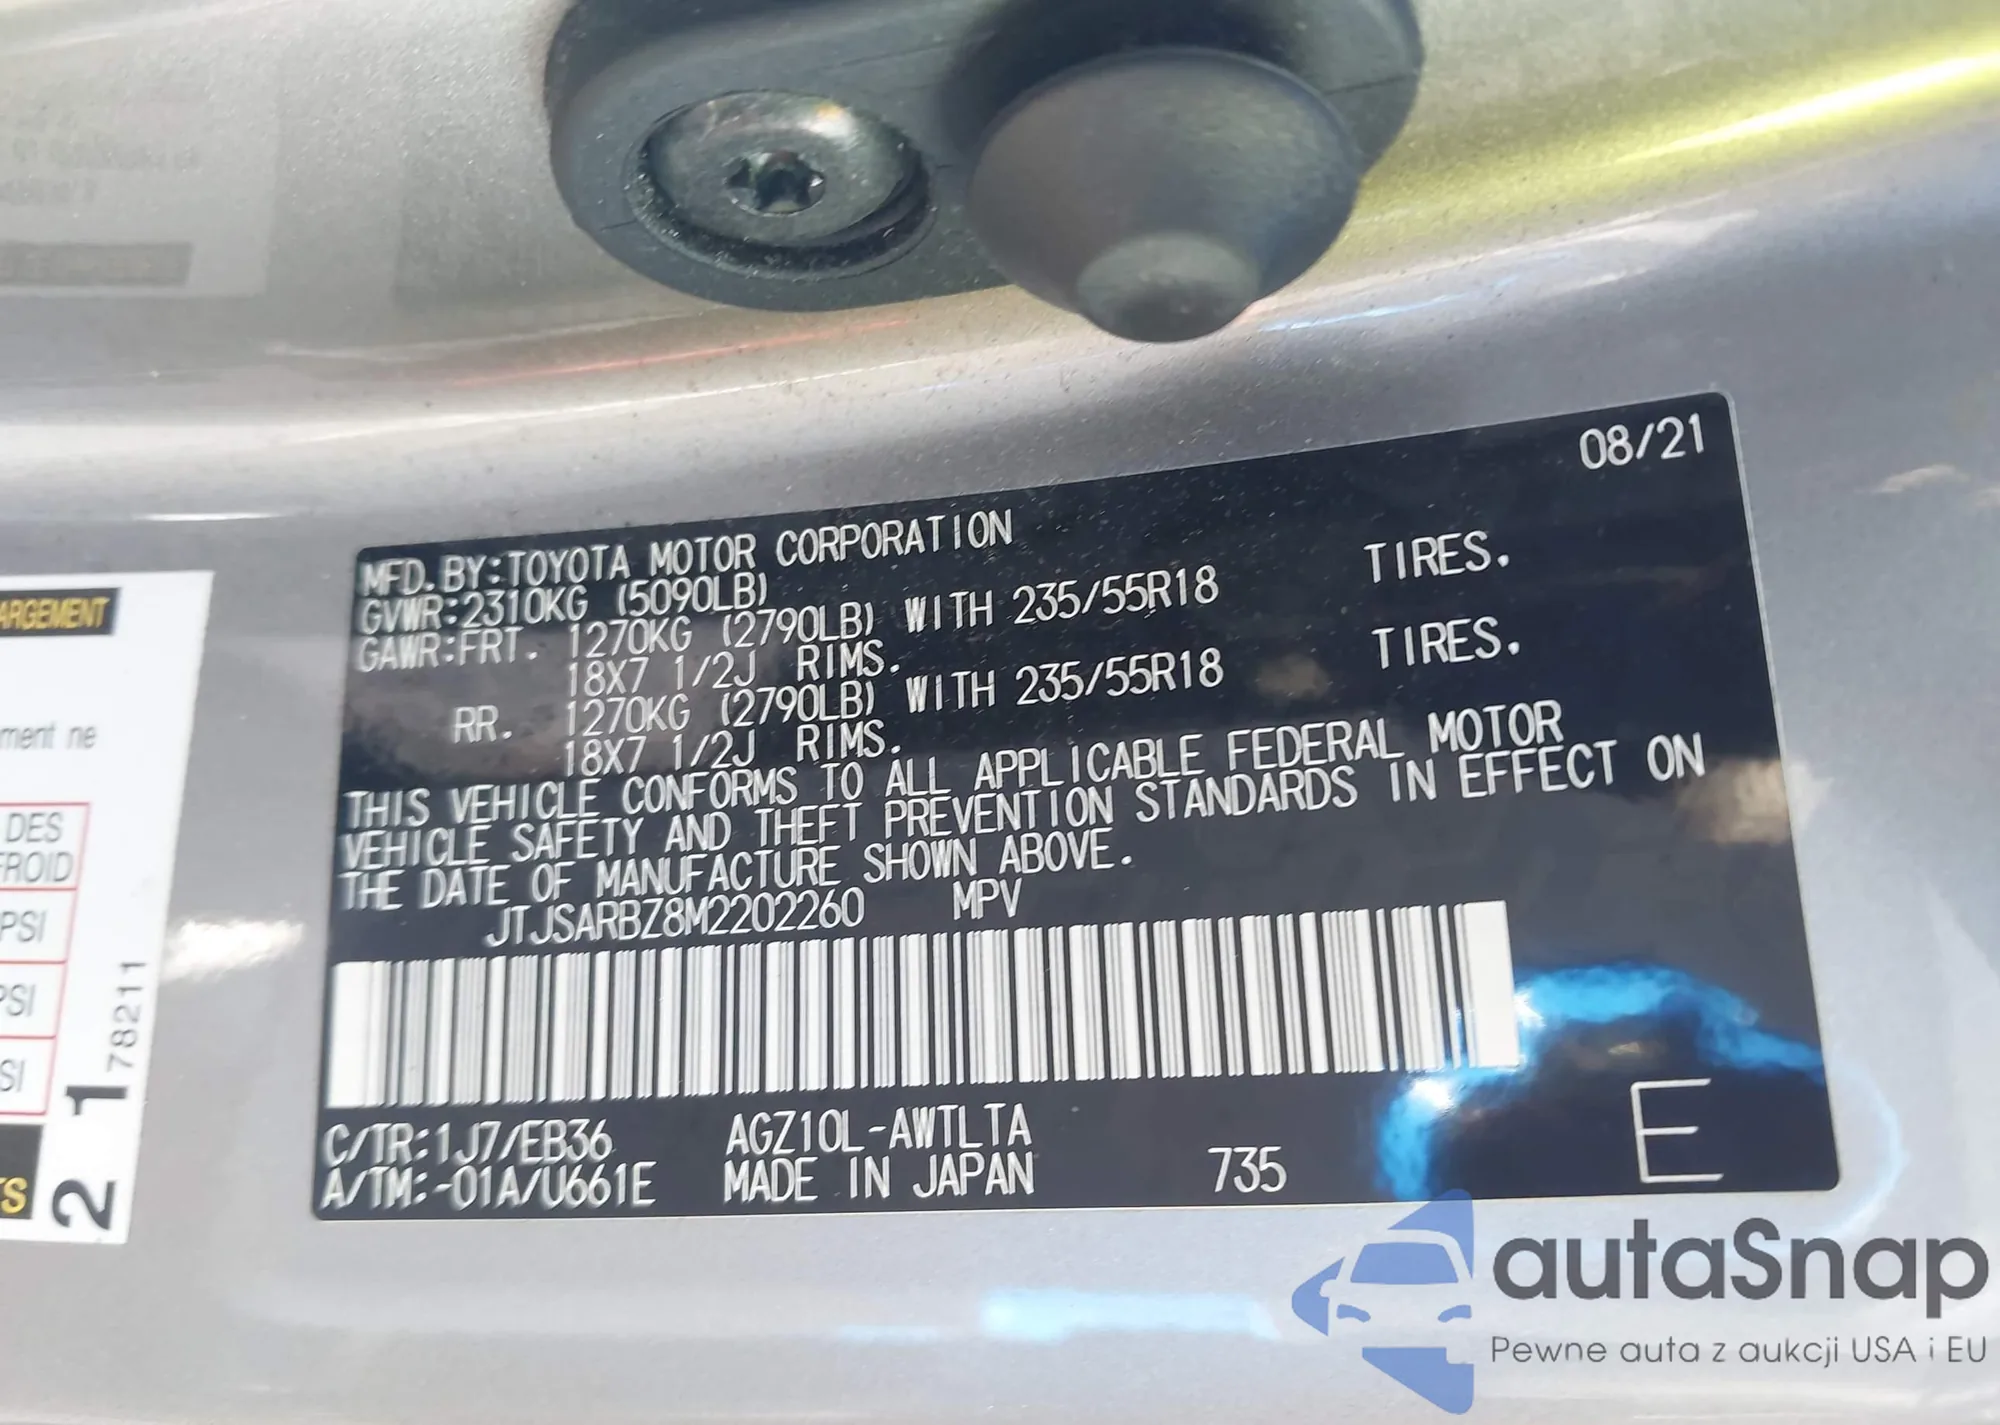 08/21
MFD.BY:TOYOTA MOTOR CORPORATION
GVWR:2310KG (5090LB)
GAWR:FRT. 1270KG (2790LB) WITH 235/55R18 TIRES.
18X7 1/2J RIMS.
RR. 1270KG (2790LB) WITH 235/55R18 TIRES.
18X7 1/2J RIMS.
THIS VEHICLE CONFORMS TO ALL APPLICABLE FEDERAL MOTOR
VEHICLE SAFETY AND THEFT PREVENTION STANDARDS IN EFFECT ON
THE DATE OF MANUFACTURE SHOWN ABOVE.
JTJSARBZ8M2202260 MPV
C/TR:1J7/EB36 AGZ10L-AWTLTA
A/TM:-01A/U661E MADE IN JAPAN 735 E
ARGEMENT
ment ne
DES
FROID
PSI
PSI
SI
TS
21 78211
autaSnap
Pewne auta z aukcji USA i EU